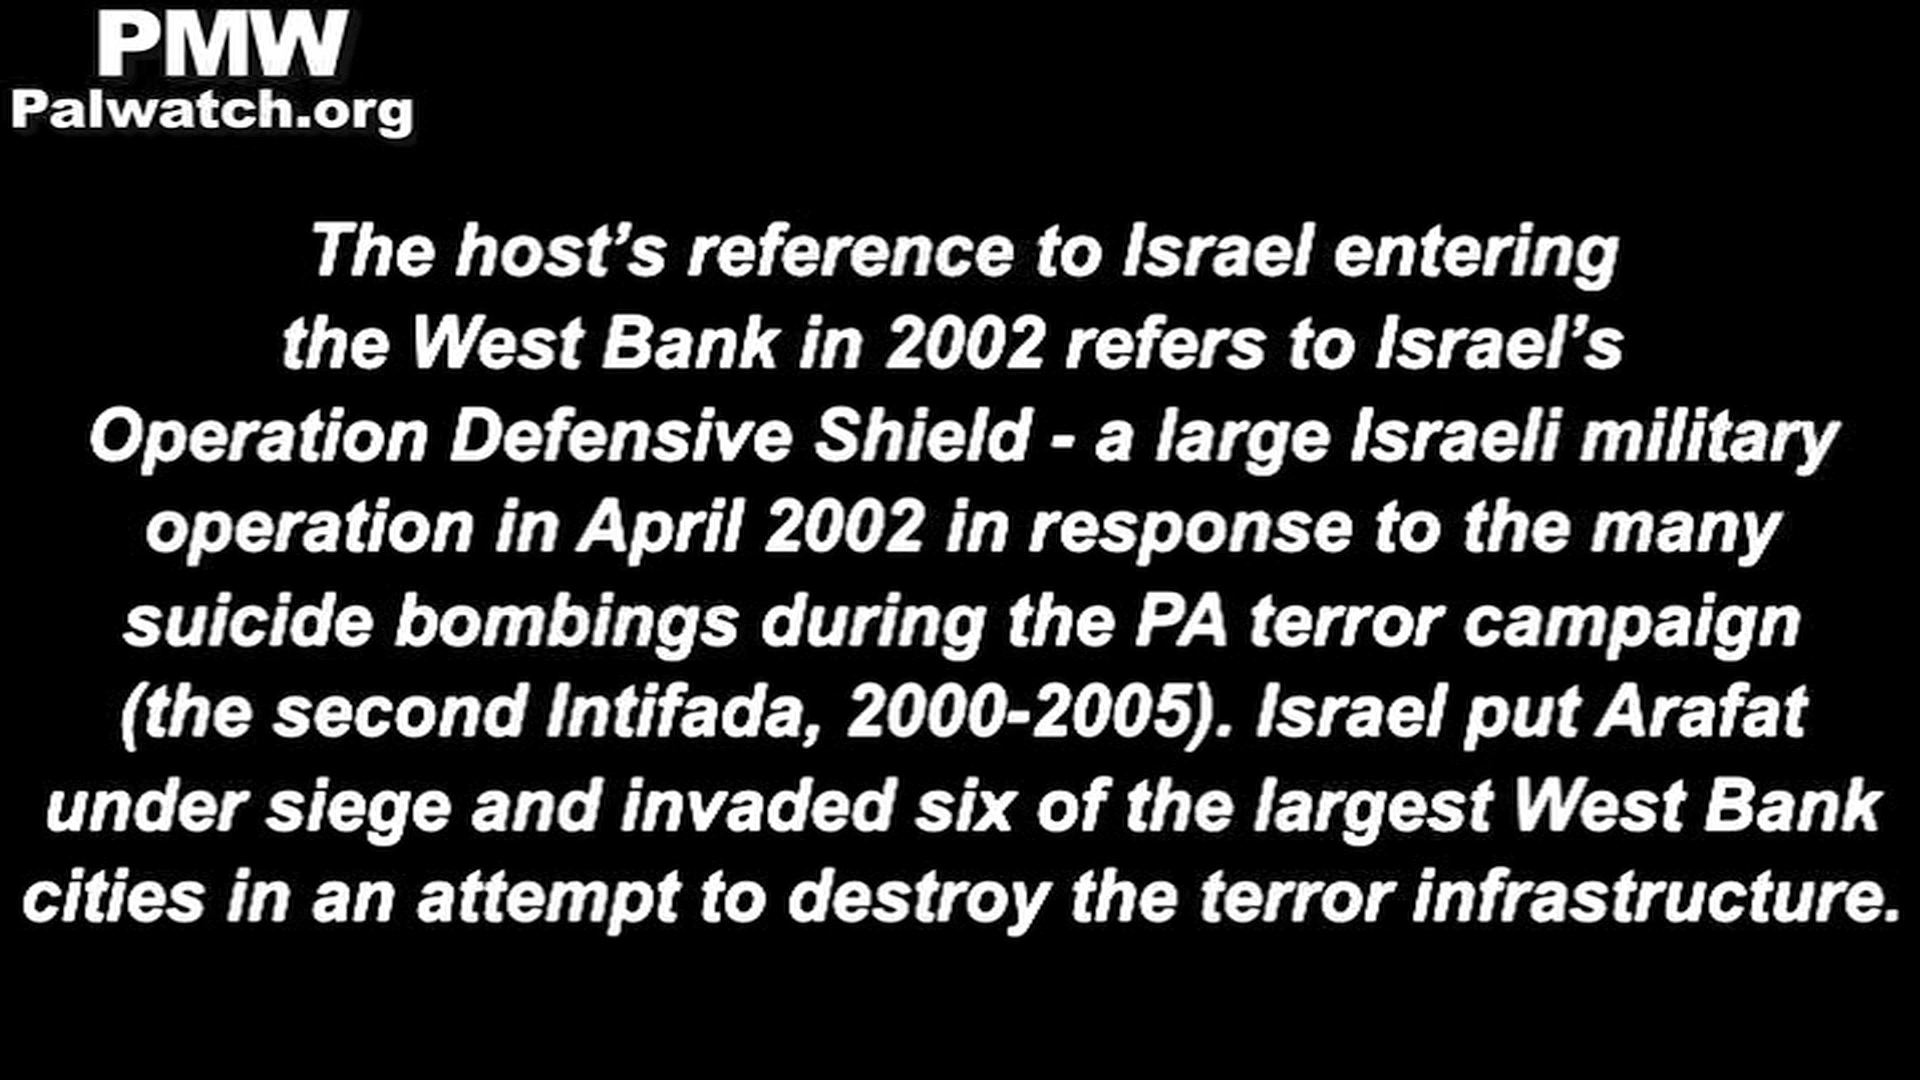 PMW
Palwatch.org
The host’s reference to Israel entering
the West Bank in 2002 refers to Israel’s
Operation Defensive Shield - a large Israeli military
operation in April 2002 in response to the many
suicide bombings during the PA terror campaign
(the second Intifada, 2000-2005). Israel put Arafat
under siege and invaded six of the largest West Bank
cities in an attempt to destroy the terror infrastructure.